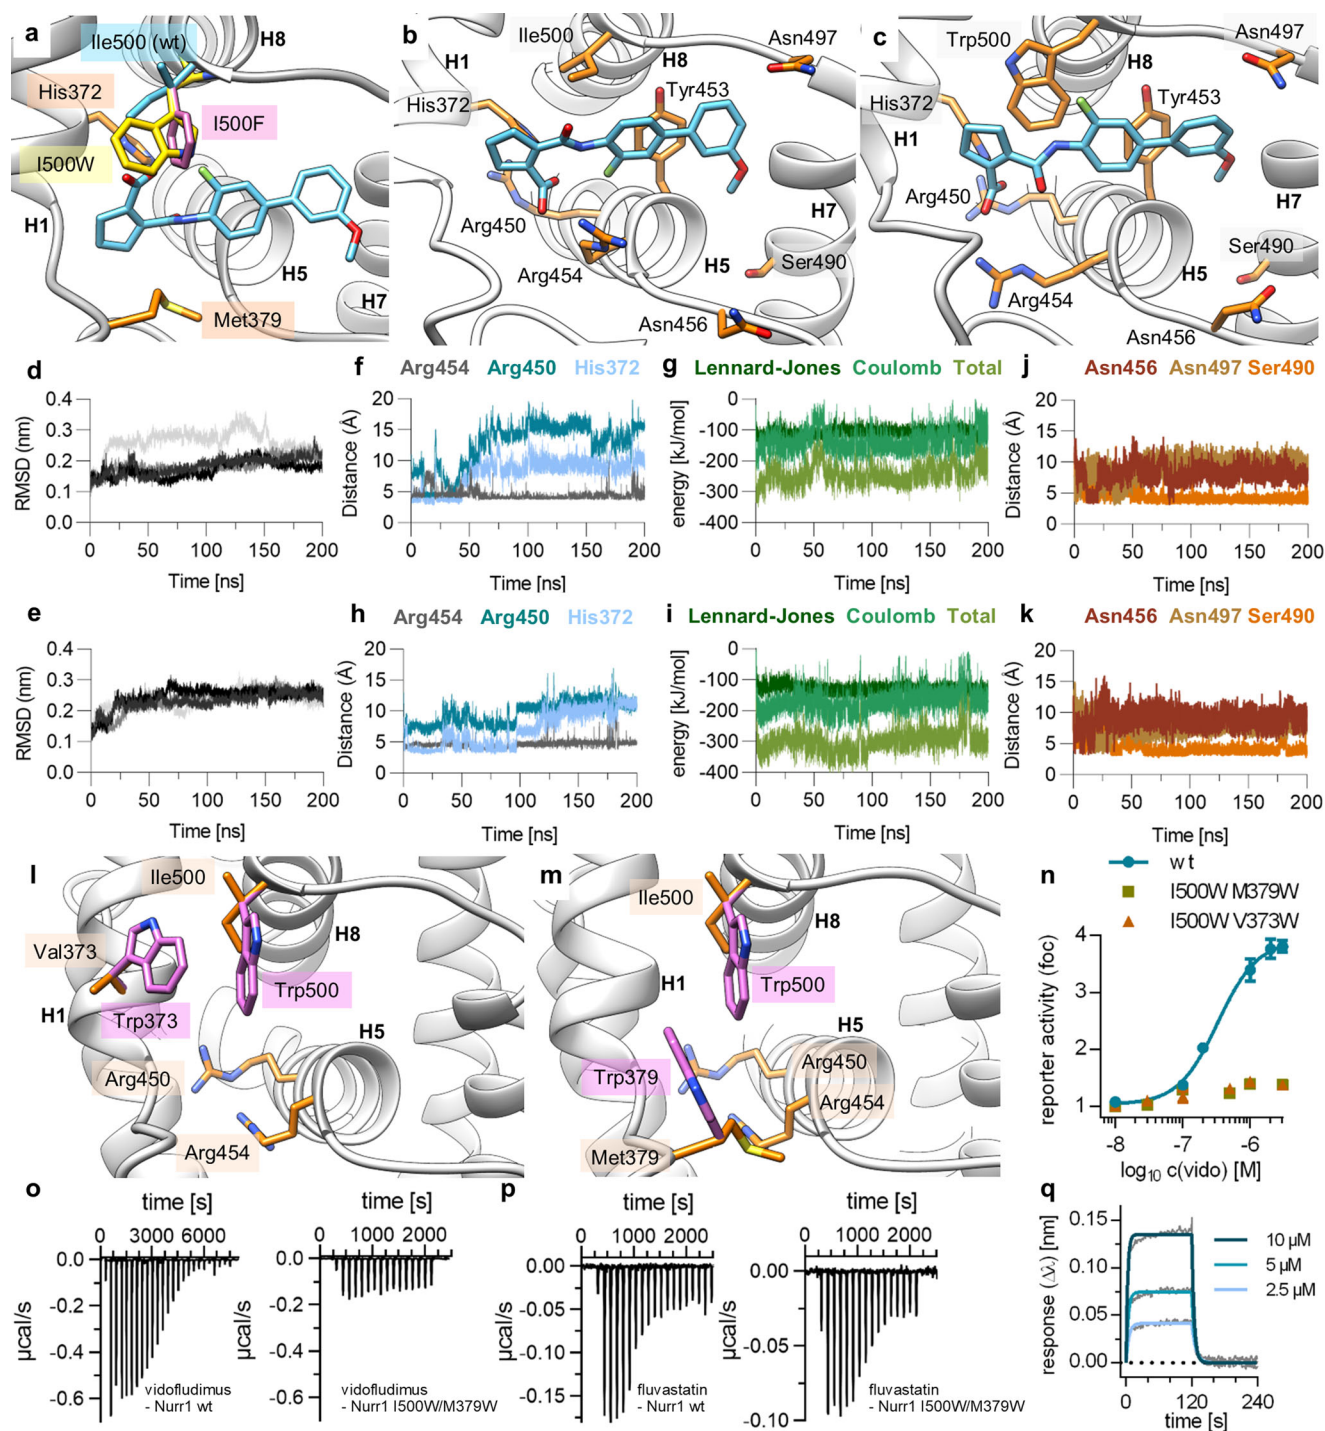 a
Ile500 (wt)
H8
His372
I500F
I500W
H1
H5
H7
Met379
b
Ile500
Asn497
H1
H8
His372
Tyr453
Arg450
H7
Arg454
H5
Ser490
Asn456
c
Trp500
Asn497
H8
His372
Tyr453
H1
Arg450
H7
Ser490
Arg454
H5
Asn456
d
RMSD (nm)
0.4
0.3
0.2
0.1
0.0
0 50 100 150 200
Time [ns]
f
Arg454 Arg450 His372
Distance (Å)
20
15
10
5
0
0 50 100 150 200
Time [ns]
g
Lennard-Jones Coulomb Total
energy [kJ/mol]
0
-100
-200
-300
-400
0 50 100 150 200
Time [ns]
j
Asn456 Asn497 Ser490
Distance (Å)
20
15
10
5
0
0 50 100 150 200
Time [ns]
e
RMSD (nm)
0.4
0.3
0.2
0.1
0.0
0 50 100 150 200
Time [ns]
h
Arg454 Arg450 His372
Distance (Å)
20
15
10
5
0
0 50 100 150 200
Time [ns]
i
Lennard-Jones Coulomb Total
energy [kJ/mol]
0
-100
-200
-300
-400
0 50 100 150 200
Time [ns]
k
Asn456 Asn497 Ser490
Distance (Å)
20
15
10
5
0
0 50 100 150 200
Time [ns]
l
Ile500
H8
Val373
Trp500
H1
Trp373
H5
Arg450
Arg454
m
Ile500
H8
H1
Trp500
H5
Trp379
Arg450
Arg454
Met379
n
wt
I500W M379W
I500W V373W
reporter activity (foc)
4
3
2
1
-8 -7 -6
log10 c(vido) [M]
o
time [s]
0 3000 6000
µcal/s
0.0
-0.2
-0.4
-0.6
vidofludimus
- Nurr1 wt
time [s]
0 1000 2000
µcal/s
0.0
-0.2
-0.4
-0.6
vidofludimus
- Nurr1 I500W/M379W
p
time [s]
0 1000 2000
µcal/s
0.00
-0.05
-0.10
-0.15
fluvastatin
- Nurr1 wt
time [s]
0 1000 2000
µcal/s
0.00
-0.05
-0.10
fluvastatin
- Nurr1 I500W/M379W
q
response (Δλ) [nm]
0.15
0.10
0.05
0.00
10 µM
5 µM
2.5 µM
0 120 240
time [s]